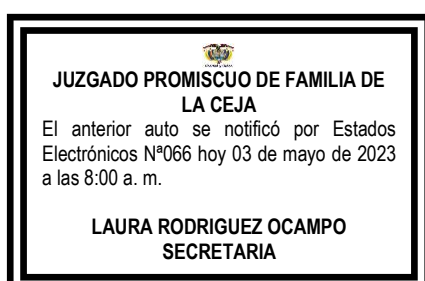 JUZGADO PROMISCUO DE FAMILIA DE
LA CEJA
El anterior auto se notificó por Estados
Electrónicos Nª066 hoy 03 de mayo de 2023
a las 8:00 a. m.
LAURA RODRIGUEZ OCAMPO
SECRETARIA